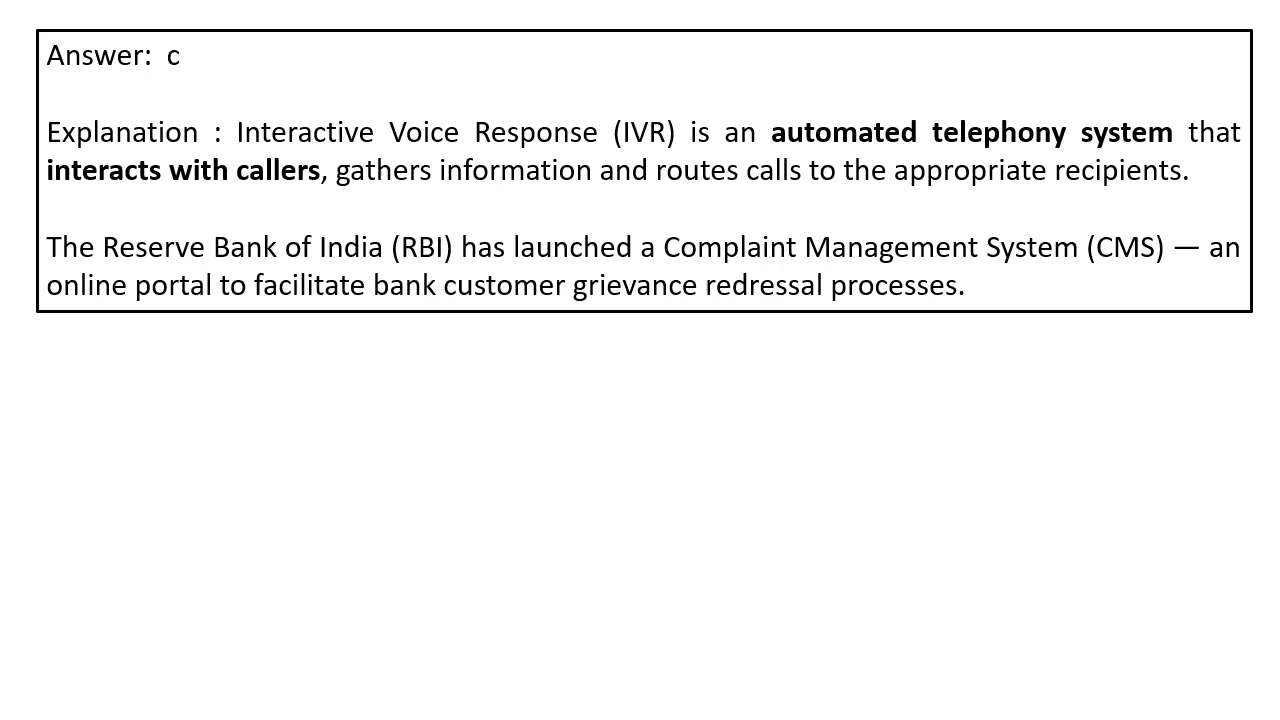 Answer: c
Explanation : Interactive Voice Response (IVR) is an automated telephony system that
interacts with callers, gathers information and routes calls to the appropriate recipients.
The Reserve Bank of India (RBI) has launched a Complaint Management System (CMS) — an
online portal to facilitate bank customer grievance redressal processes.